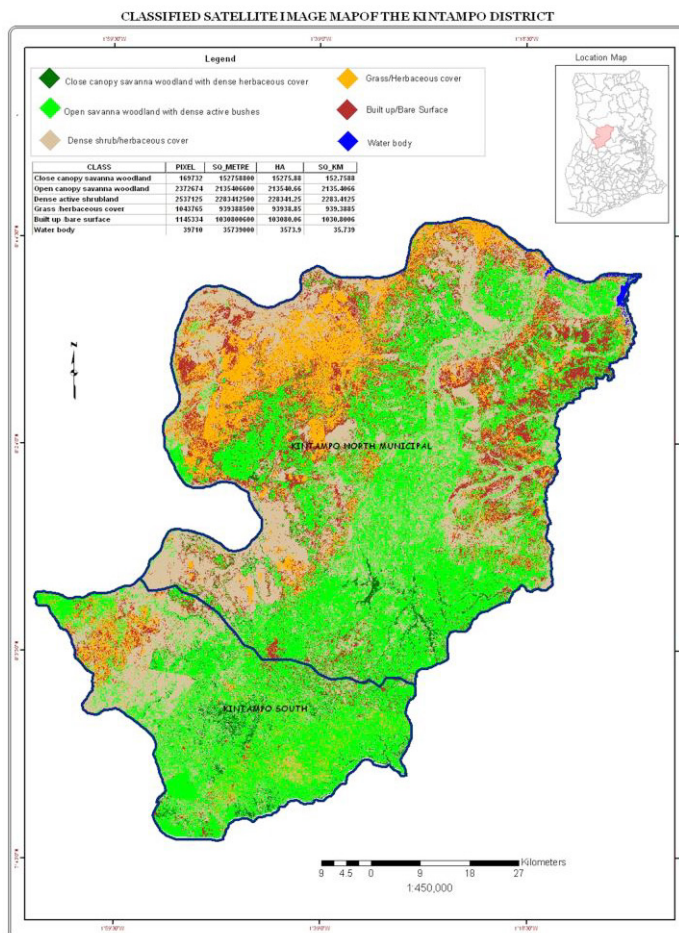 CLASSIFIED SATELLITE IMAGE MAPOF THE KINTAMPO DISTRICT
Legend
Close canopy savanna woodland with dense herbaceous cover
Open savanna woodland with dense active bushes
Dense shrub/herbaceous cover
Grass/Herbaceous cover
Built up/Bare Surface
Water body
Location Map
CLASS PIXEL SQ_METRE HA SQ_KM
Close canopy savanna woodland 169732 152758800 15275.88 152.7588
Open canopy savanna woodland 2372674 2135406600 213540.66 2135.4066
Dense active shrubland 2537125 2283412500 228341.25 2283.4125
Grass /herbaceous cover 1043765 939388500 93938.85 939.3885
Built up /bare surface 1145334 1030800600 103080.06 1030.8006
Water body 39710 35739000 3573.9 35.739
KINTAMPO NORTH MUNICIPAL
KINTAMPO SOUTH
Kilometers
9 4.5 0 9 18 27
1:450,000